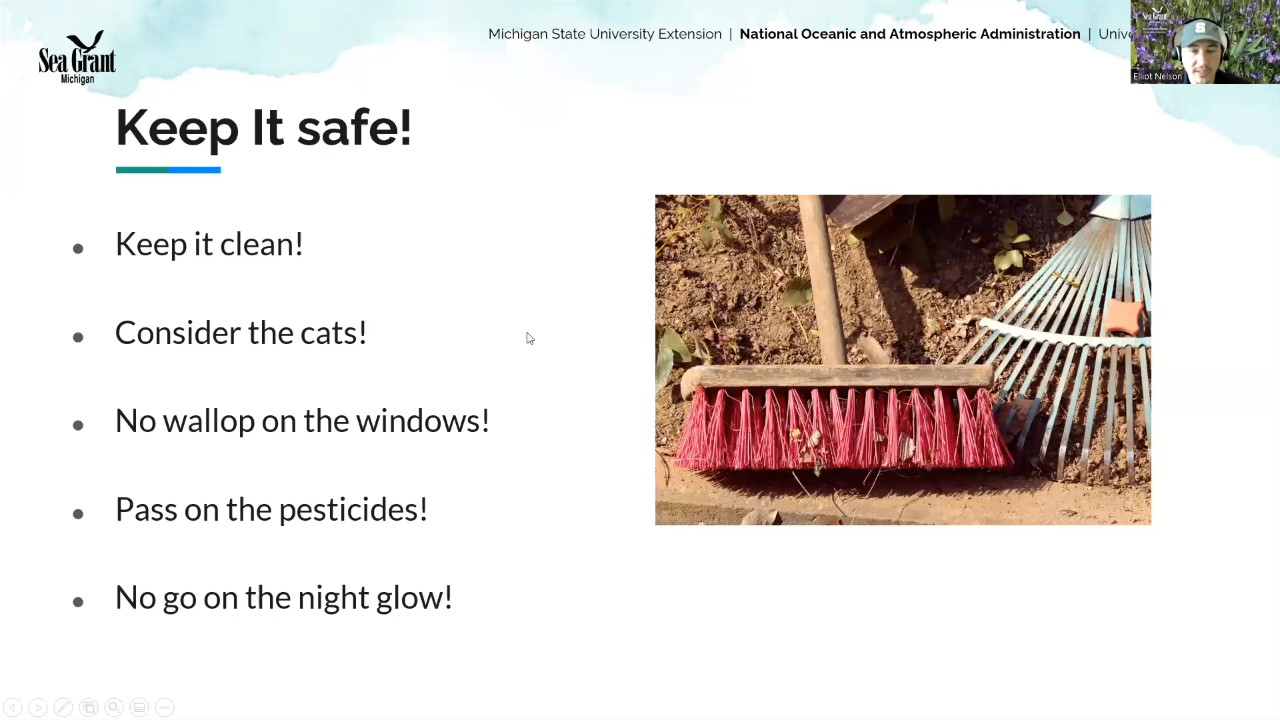 Michigan State University Extension | National Oceanic and Atmospheric Administration |
Sea Grant
Michigan
Sea Grant
Elliot Nelson
S
Keep It safe!
Keep it clean!
Consider the cats!
No wallop on the windows!
Pass on the pesticides!
No go on the night glow!